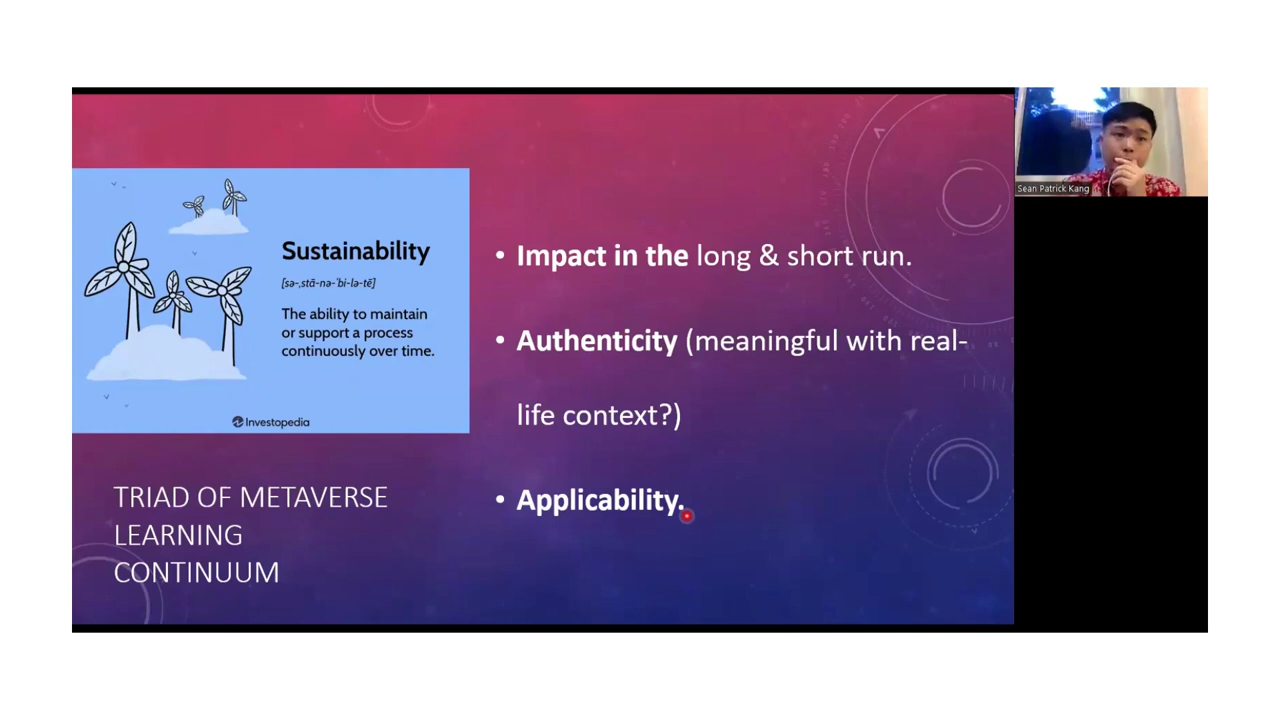 Sustainability
[sə-ˌstā-nə-ˈbi-lə-tē]
The ability to maintain
or support a process
continuously over time.
Investopedia
TRIAD OF METAVERSE
LEARNING
CONTINUUM
• Impact in the long & short run.
• Authenticity (meaningful with real-
life context?)
• Applicability.
Sean Patrick Kang